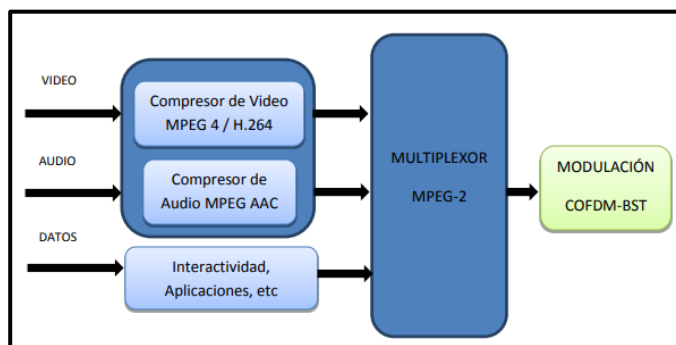 VIDEO
Compresor de Video
MPEG 4 / H.264
AUDIO
Compresor de
Audio MPEG AAC
DATOS
Interactividad,
Aplicaciones, etc
MULTIPLEXOR
MPEG-2
MODULACIÓN
COFDM-BST